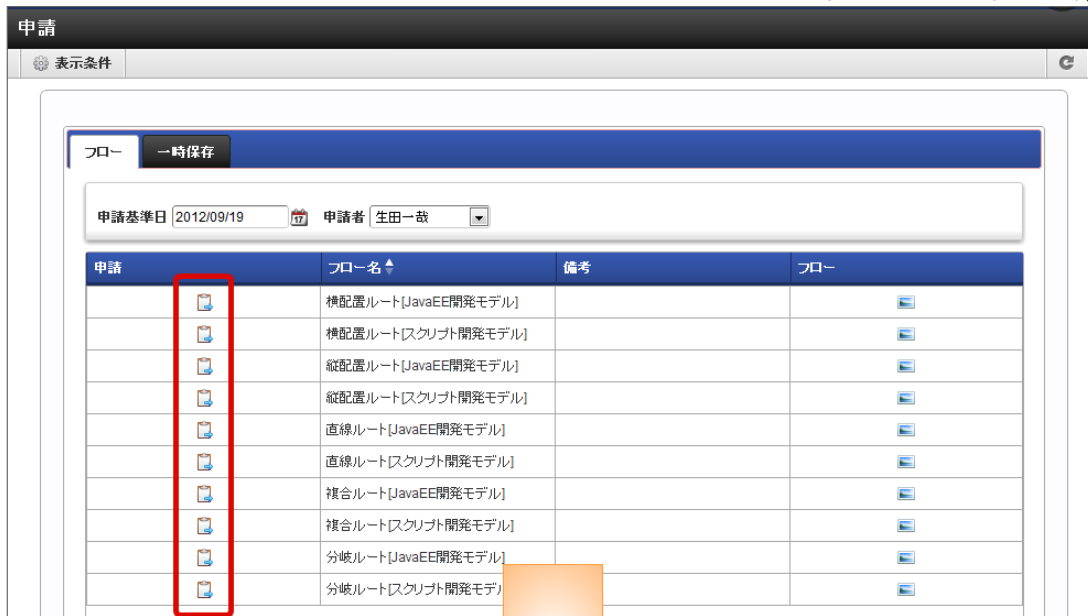 申請
表示条件
フロー 一時保存
申請基準日 2012/09/19 17 申請者 生田一哉
申請 フロー名 備考 フロー
横配置ルート[JavaEE開発モデル]
横配置ルート[スクリプト開発モデル]
縦配置ルート[JavaEE開発モデル]
縦配置ルート[スクリプト開発モデル]
直線ルート[JavaEE開発モデル]
直線ルート[スクリプト開発モデル]
複合ルート[JavaEE開発モデル]
複合ルート[スクリプト開発モデル]
分岐ルート[JavaEE開発モデル]
分岐ルート[スクリプト開発モデ